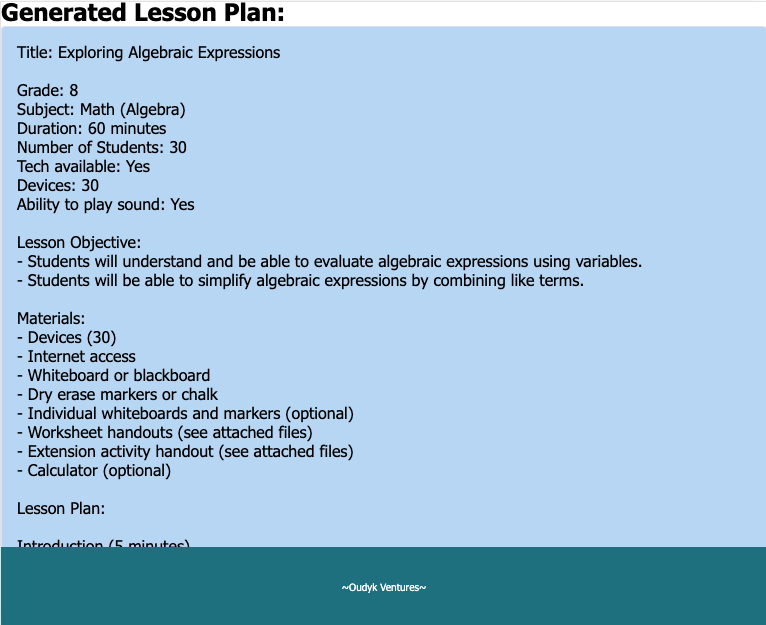 Generated Lesson Plan:
Title: Exploring Algebraic Expressions
Grade: 8
Subject: Math (Algebra)
Duration: 60 minutes
Number of Students: 30
Tech available: Yes
Devices: 30
Ability to play sound: Yes
Lesson Objective:
- Students will understand and be able to evaluate algebraic expressions using variables.
- Students will be able to simplify algebraic expressions by combining like terms.
Materials:
- Devices (30)
- Internet access
- Whiteboard or blackboard
- Dry erase markers or chalk
- Individual whiteboards and markers (optional)
- Worksheet handouts (see attached files)
- Extension activity handout (see attached files)
- Calculator (optional)
Lesson Plan:
Introduction (5 minutes)
~Oudyk Ventures~